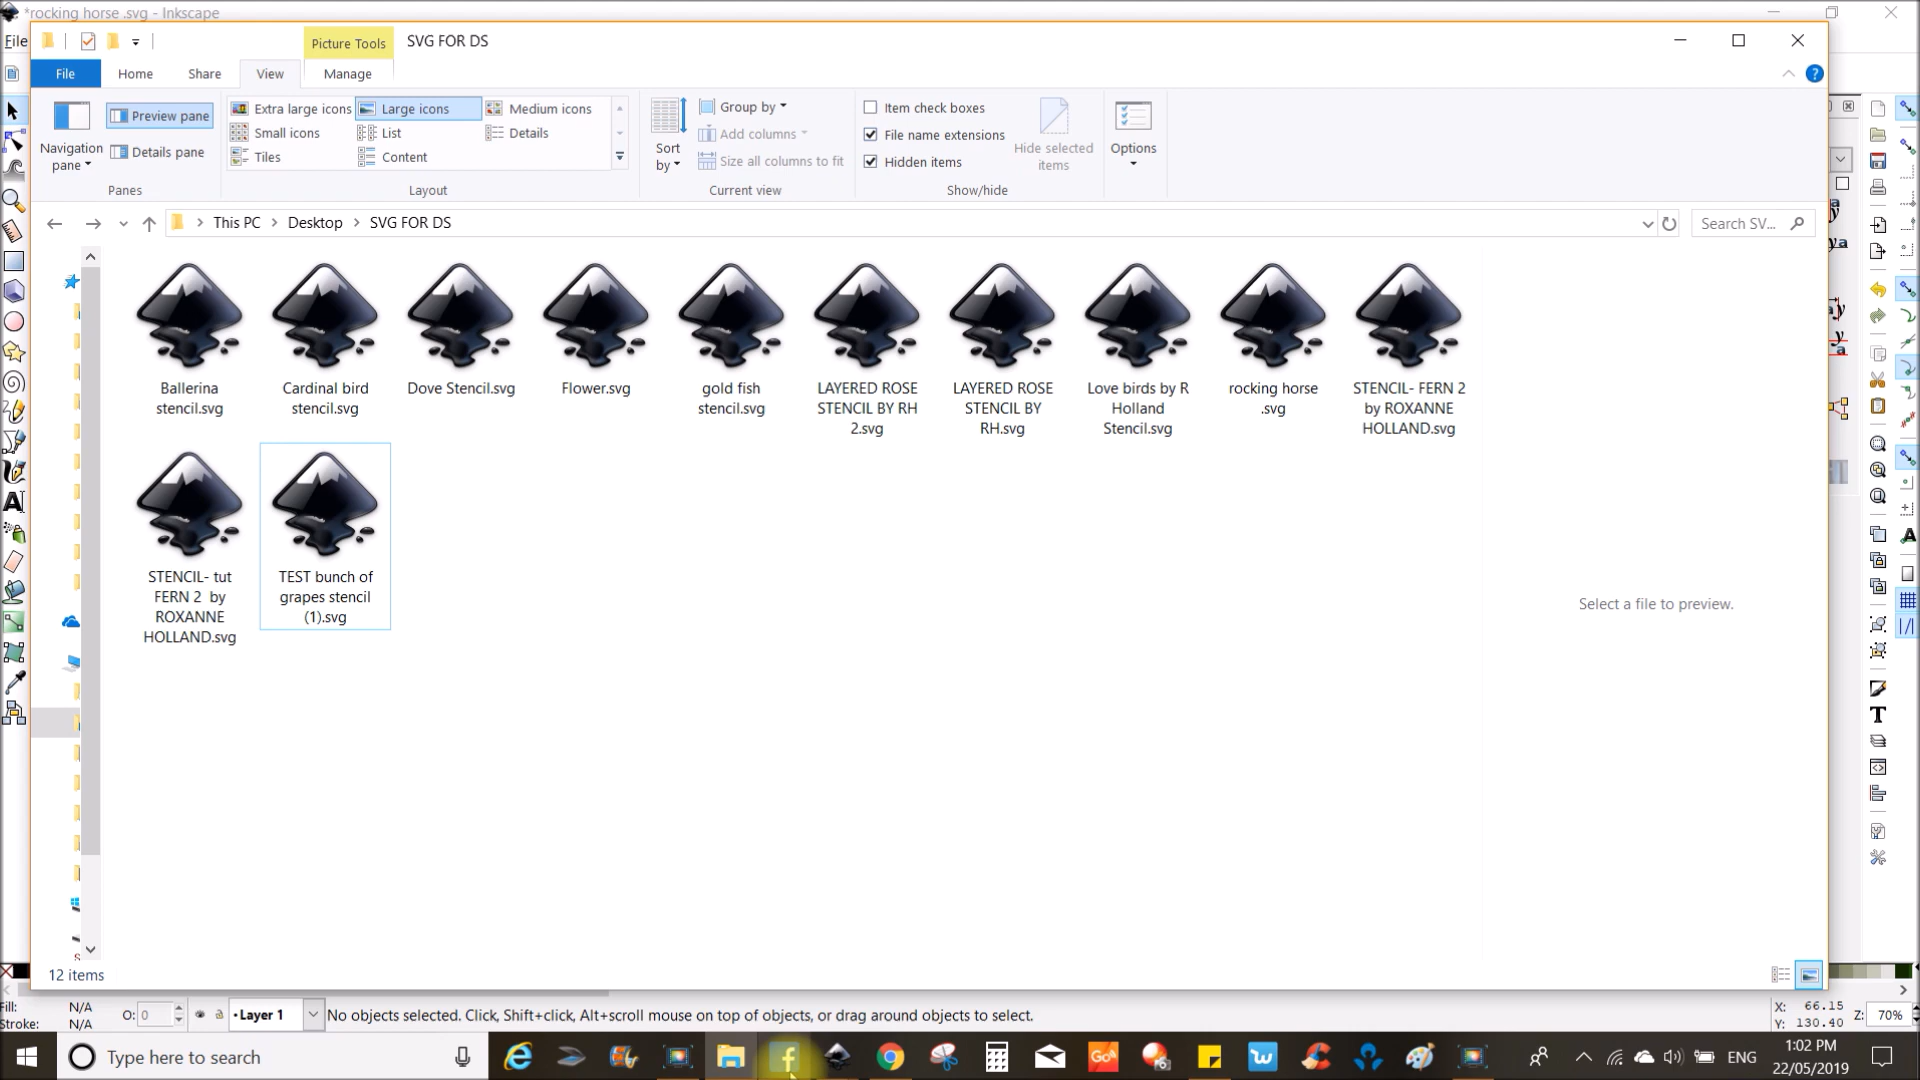 *rocking horse .svg - Inkscape
File
Picture Tools
SVG FOR DS
File
Home
Share
View
Manage
Navigation pane
Preview pane
Details pane
Panes
Extra large icons
Large icons
Medium icons
Small icons
List
Details
Tiles
Content
Layout
Sort by
Group by
Add columns
Size all columns to fit
Current view
Item check boxes
File name extensions
Hidden items
Hide selected items
Show/hide
Options
This PC > Desktop > SVG FOR DS
Search SV...
Ballerina
stencil.svg
Cardinal bird
stencil.svg
Dove Stencil.svg
Flower.svg
gold fish
stencil.svg
LAYERED ROSE
STENCIL BY RH
2.svg
LAYERED ROSE
STENCIL BY
RH.svg
Love birds by R
Holland
Stencil.svg
rocking horse
.svg
STENCIL- FERN 2
by ROXANNE
HOLLAND.svg
STENCIL- tut
FERN 2 by
ROXANNE
HOLLAND.svg
TEST bunch of
grapes stencil
(1).svg
Select a file to preview.
12 items
Fill: N/A
Stroke: N/A
O: 0
•Layer 1
No objects selected. Click, Shift+click, Alt+scroll mouse on top of objects, or drag around objects to select.
X: 66.15
Y: 130.40
Z: 70%
Type here to search
ENG
1:02 PM
22/05/2019